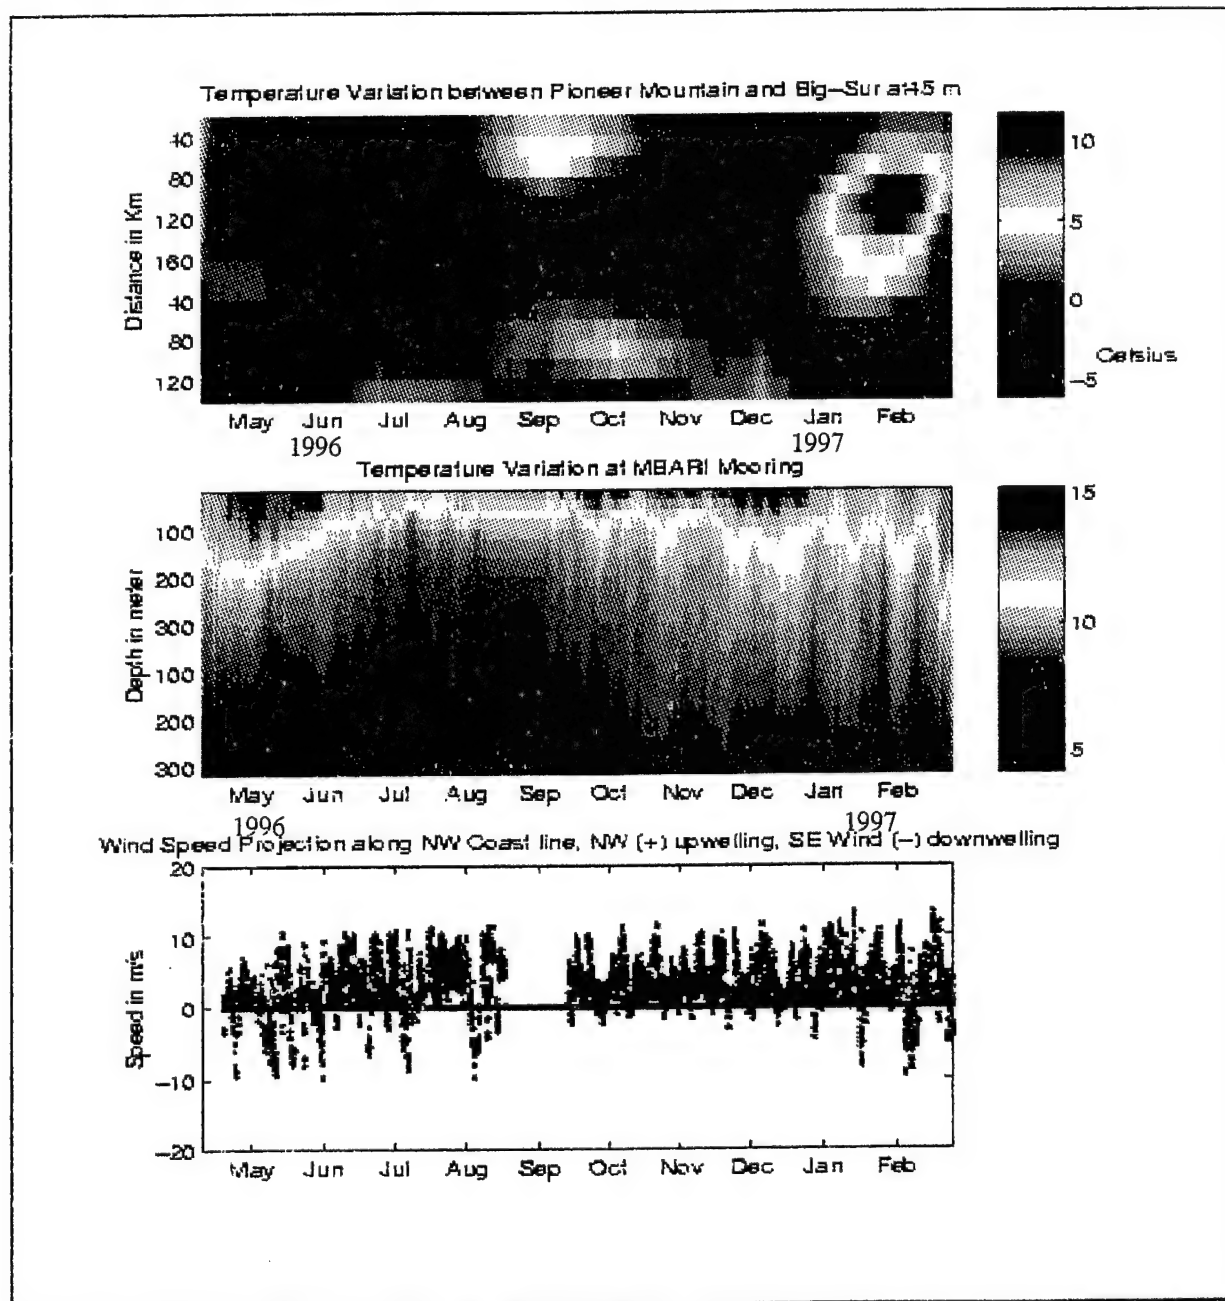 Temperature Variation between Pioneer Mountain and Big-Sur at 45 m
Distance in Km
40
80
120
160
40
80
120
May Jun Jul Aug Sep Oct Nov Dec Jan Feb
1996 1997
10
5
0
-5
Celsius
Temperature Variation at MBARI Mooring
Depth in meter
100
200
300
100
200
300
May Jun Jul Aug Sep Oct Nov Dec Jan Feb
1996 1997
15
10
5
Wind Speed Projection along NW Coast line, NW (+) upwelling, SE Wind (-) downwelling
Speed in m/s
20
10
0
-10
-20
May Jun Jul Aug Sep Oct Nov Dec Jan Feb